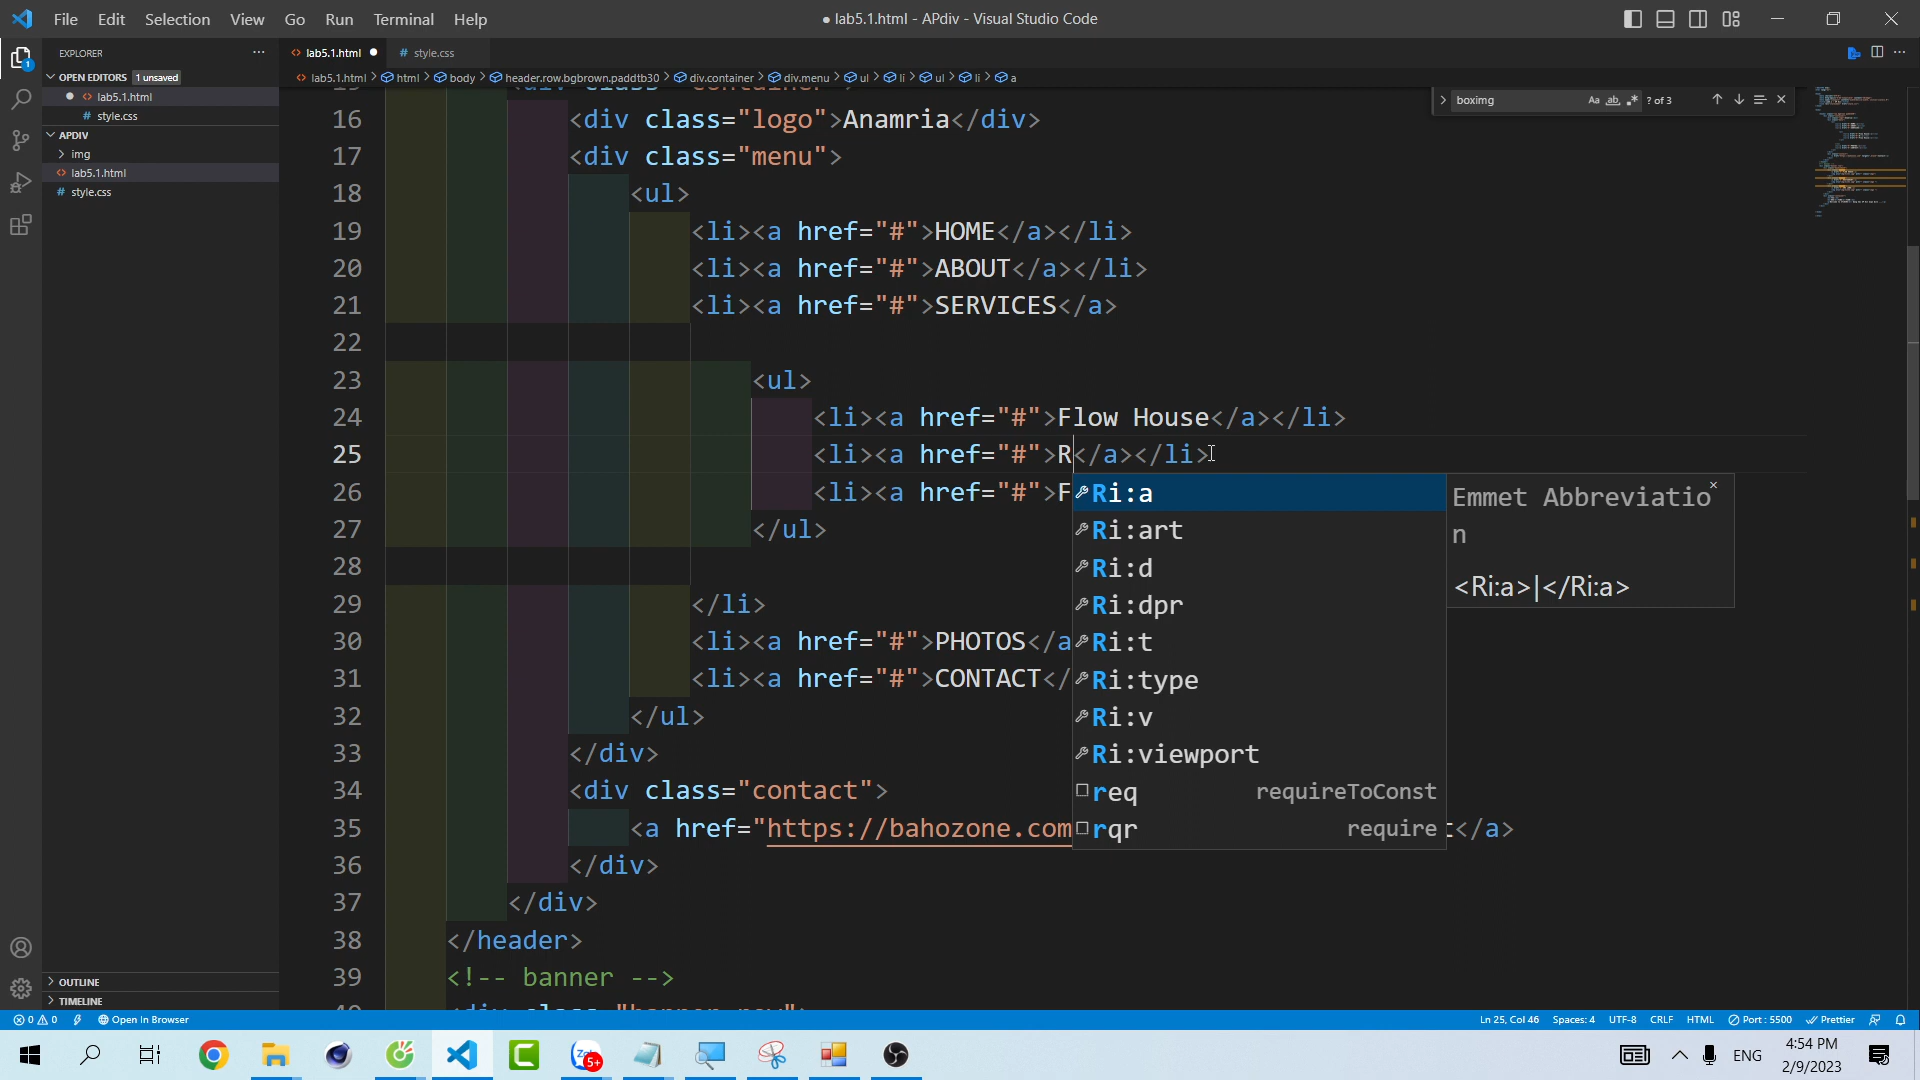 File Edit Selection View Go Run Terminal Help
● lab5.1.html - APdiv - Visual Studio Code
EXPLORER
OPEN EDITORS 1 unsaved
lab5.1.html
style.css
APDIV
img
lab5.1.html
style.css
OUTLINE
TIMELINE
lab5.1.html
style.css
lab5.1.html > html > body > header.row.bgbrown.paddtb30 > div.container > div.menu > ul > li > ul > li > a
boximg Aa ab .* ? of 3
16 <div class="logo">Anamria</div>
17 <div class="menu">
18 <ul>
19 <li><a href="#">HOME</a></li>
20 <li><a href="#">ABOUT</a></li>
21 <li><a href="#">SERVICES</a>
22
23 <ul>
24 <li><a href="#">Flow House</a></li>
25 <li><a href="#">R</a></li>
26 <li><a href="#">F
27 </ul>
28
29 </li>
30 <li><a href="#">PHOTOS</a
31 <li><a href="#">CONTACT</
32 </ul>
33 </div>
34 <div class="contact">
35 <a href="https://bahozone.com t</a>
36 </div>
37 </div>
38 </header>
39 <!-- banner -->
Ri:a
Ri:art
Ri:d
Ri:dpr
Ri:t
Ri:type
Ri:v
Ri:viewport
req requireToConst
rqr require
Emmet Abbreviatio
n
<Ri:a>|</Ri:a>
0 0 Open In Browser
Ln 25, Col 46 Spaces: 4 UTF-8 CRLF HTML Port : 5500 Prettier
5+
ENG
4:54 PM
2/9/2023